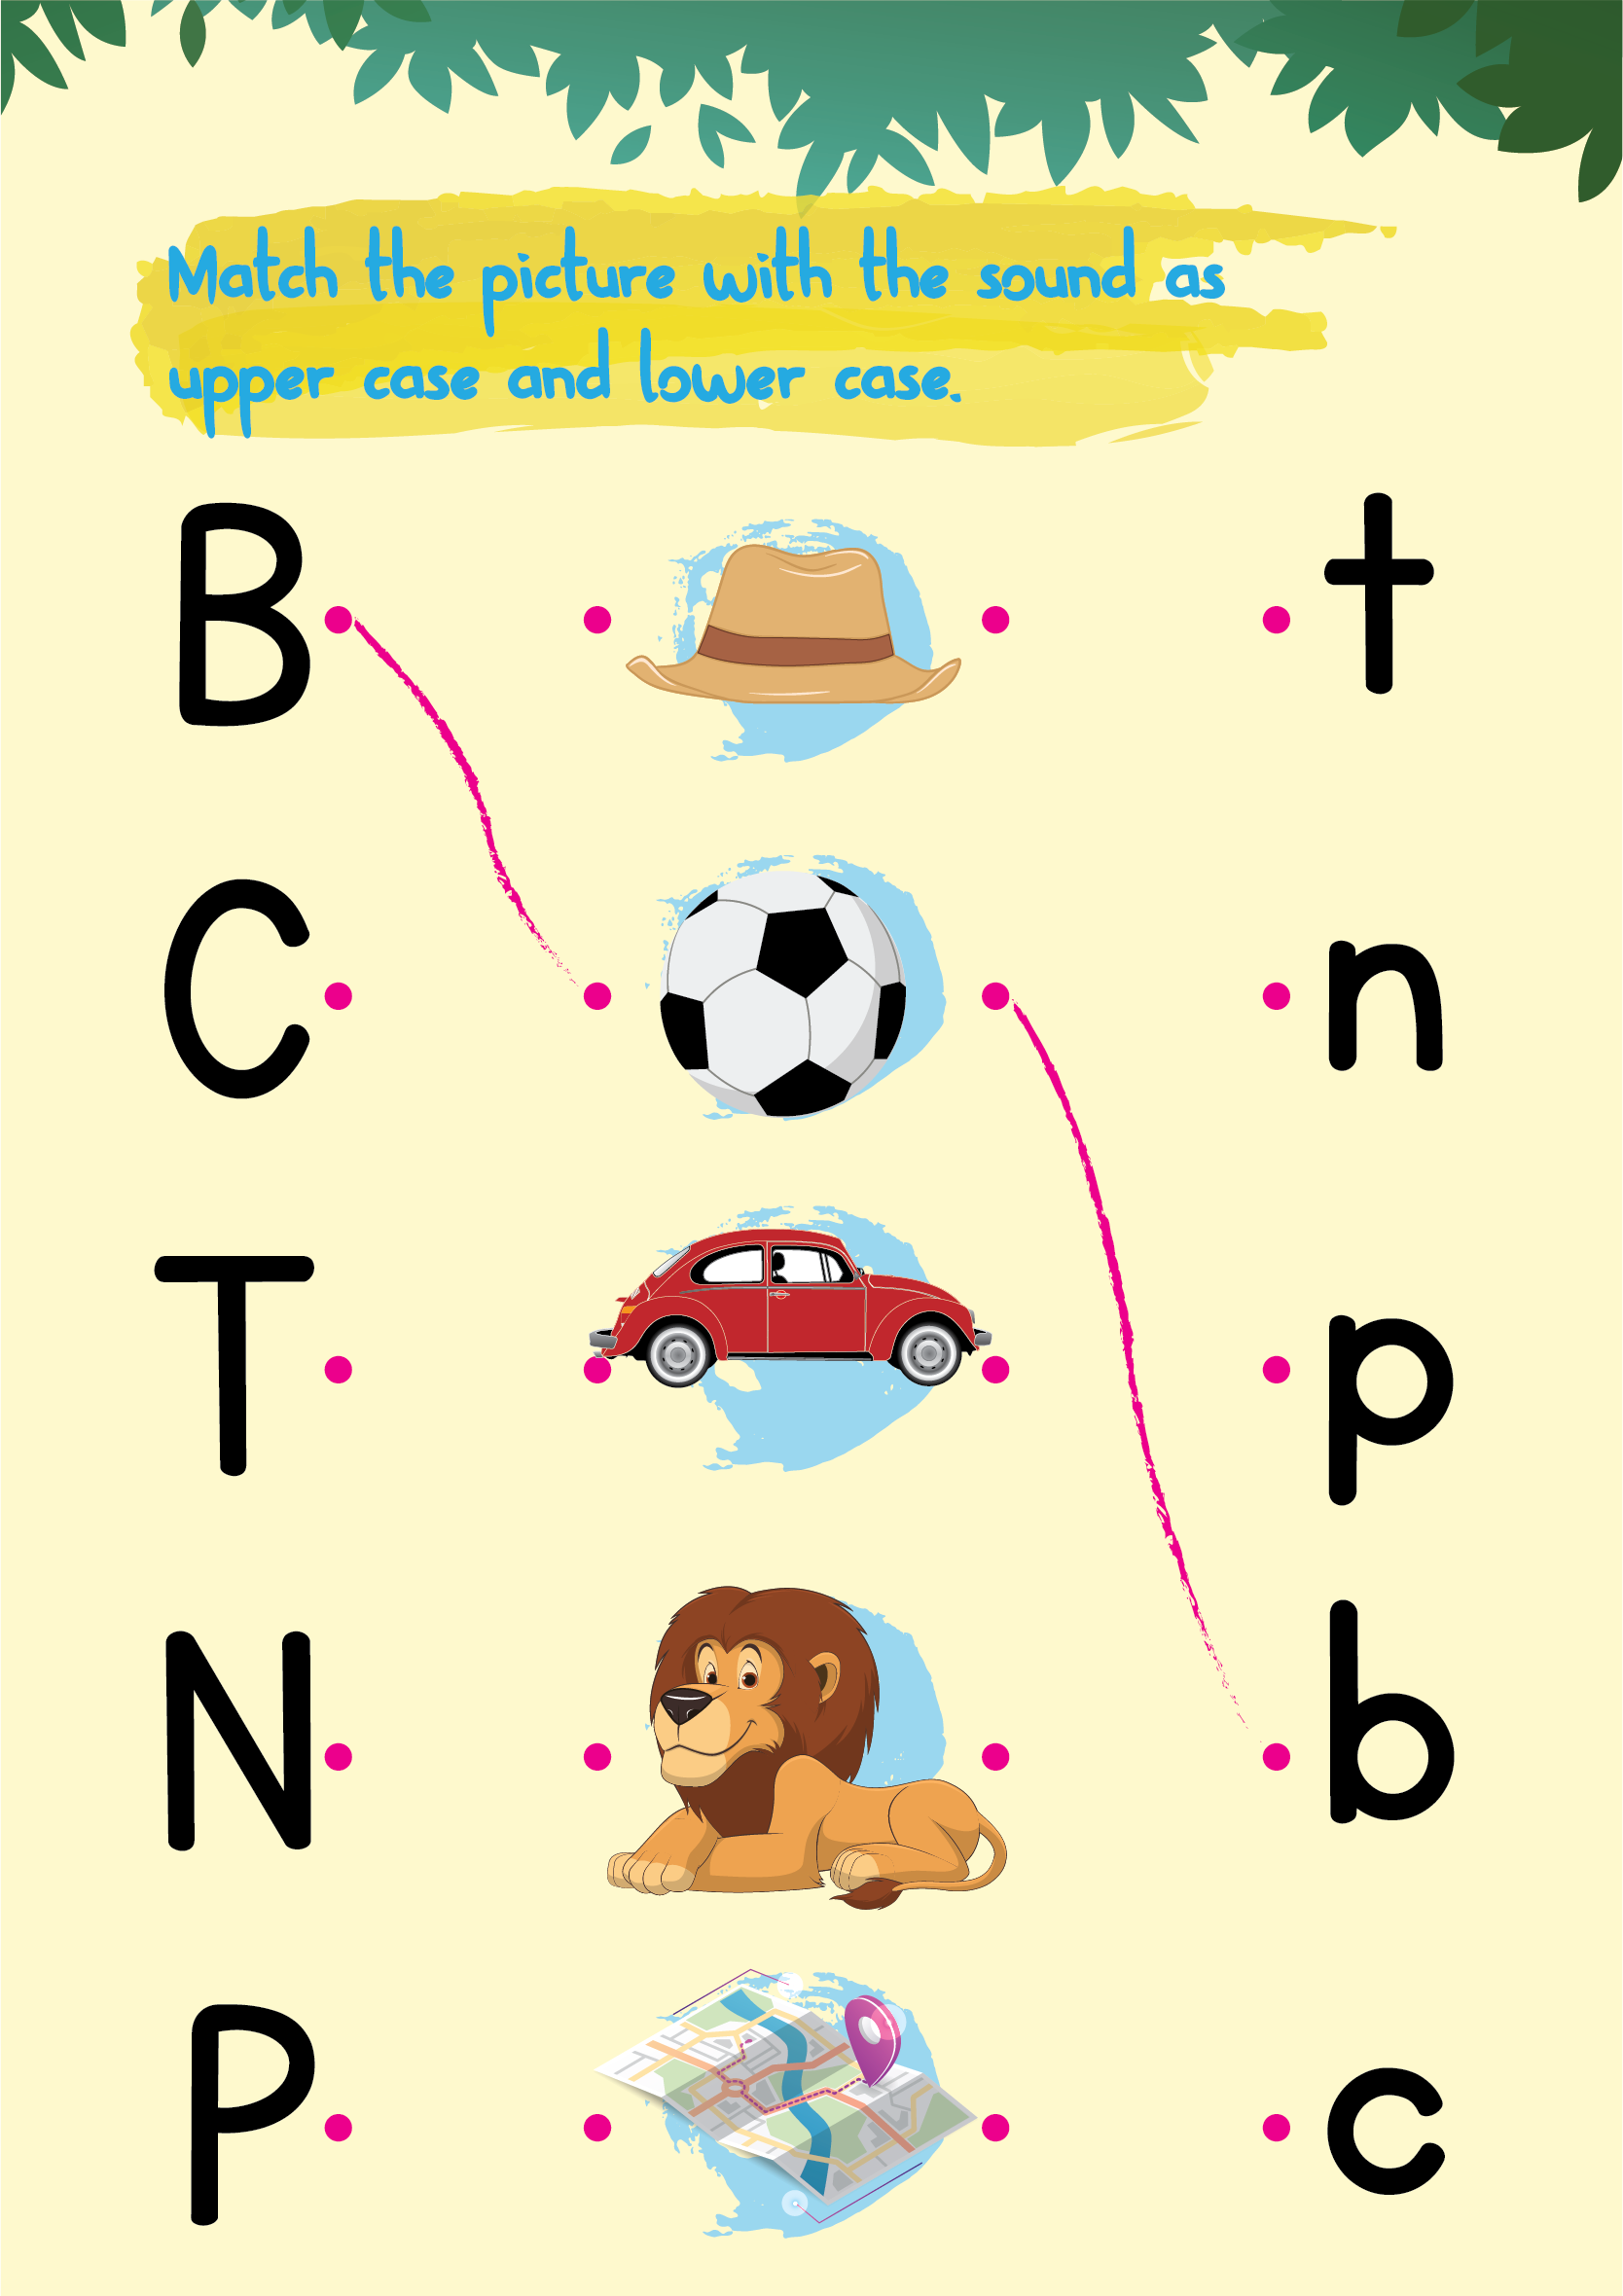 Match the picture with the sound as
upper case and lower case.
B t
C n
T p
N b
P c